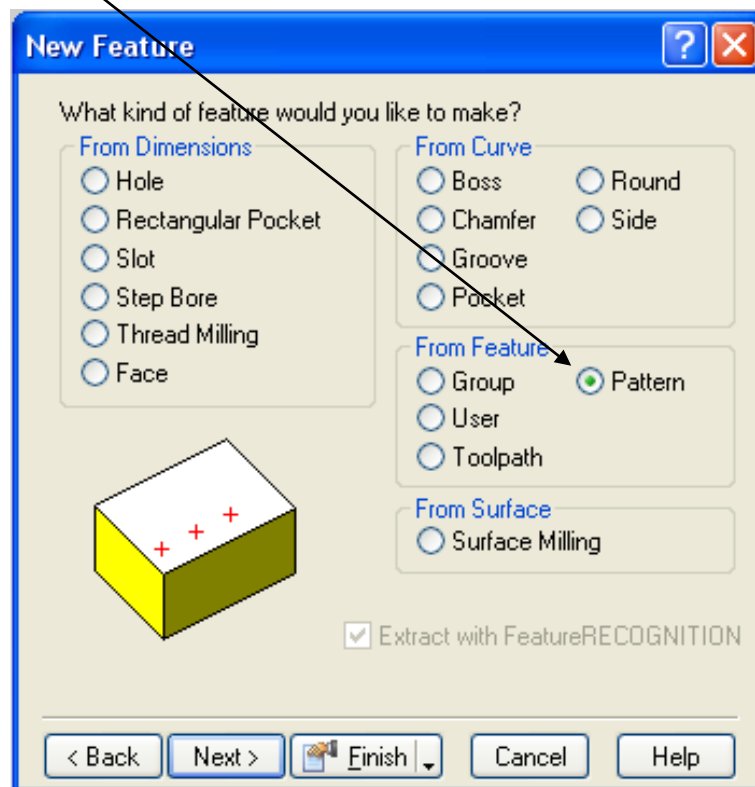 New Feature
What kind of feature would you like to make?
From Dimensions
Hole
Rectangular Pocket
Slot
Step Bore
Thread Milling
Face
From Curve
Boss
Round
Chamfer
Side
Groove
Pocket
From Feature
Group
Pattern
User
Toolpath
From Surface
Surface Milling
Extract with FeatureRECOGNITION
< Back
Next >
Finish
Cancel
Help